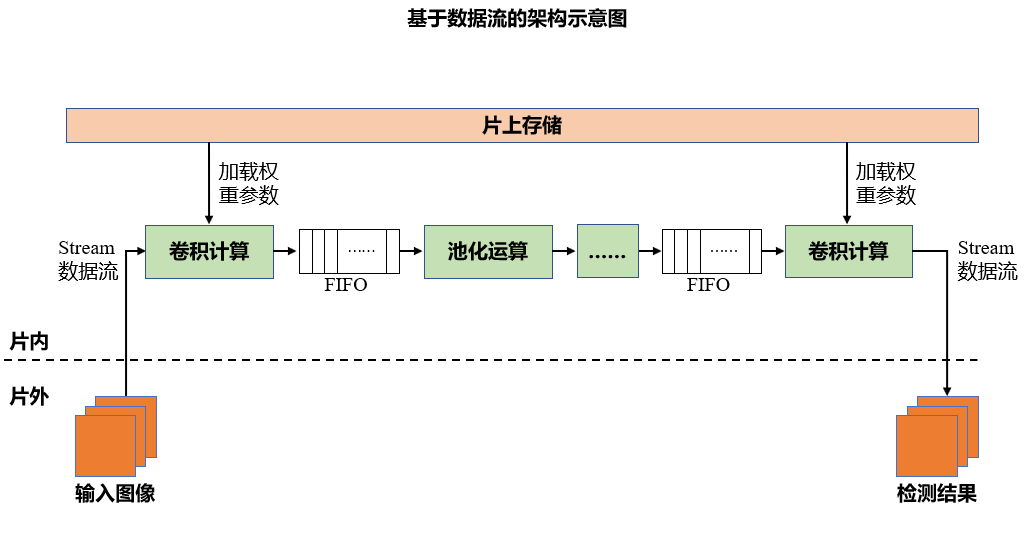 基于数据流的架构示意图
片上存储
加载权
重参数
加载权
重参数
Stream
数据流
卷积计算
……
FIFO
池化运算
……
……
FIFO
卷积计算
Stream
数据流
片内
片外
输入图像
检测结果